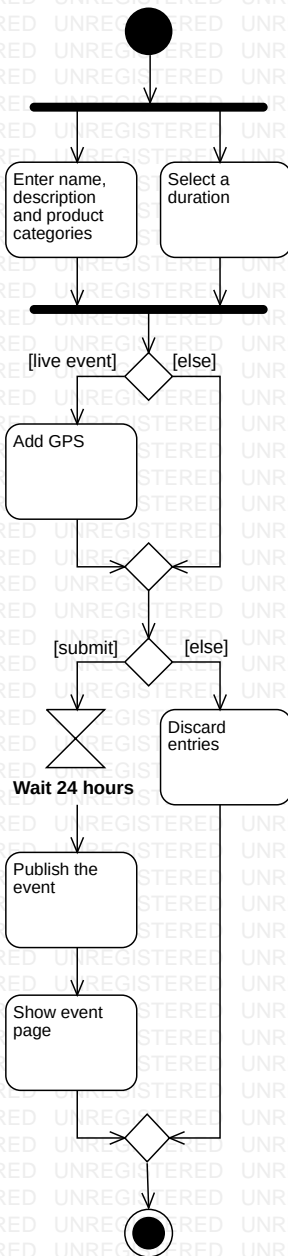 Enter name,
description
and product
categories
Select a
duration
[live event]
[else]
Add GPS
[submit]
[else]
Wait 24 hours
Discard
entries
Publish the
event
Show event
page
UNREGISTERED